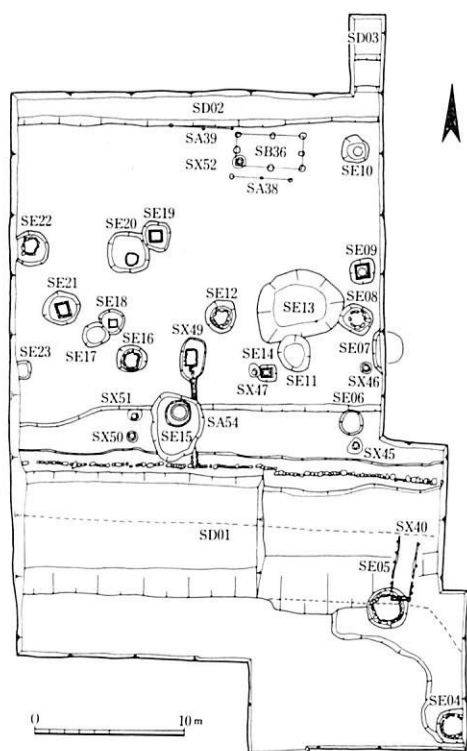 SD03
SD02
SA39
SB36
SE10
SX52
SA38
SE19
SE20
SE22
SE09
SE21
SE18
SE12
SE13
SE08
SE17
SE16
SX49
SE14
SE07
SE23
SX47
SE11
SX46
SX51
SE06
SX50
SE15
SA54
SX45
SD01
SX40
SE05
SE04
0 10m